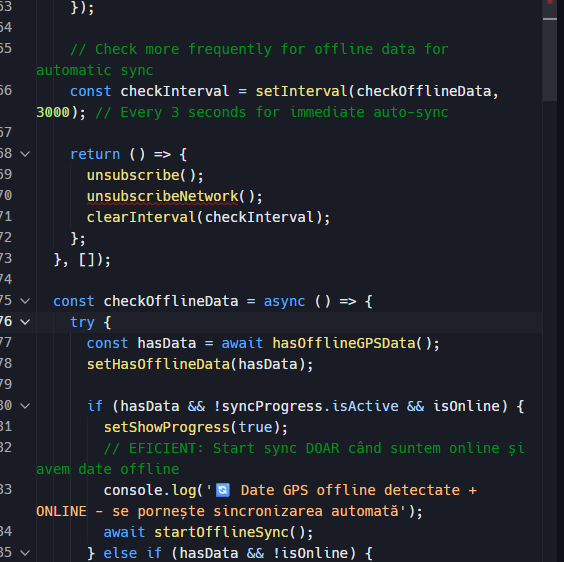 63 });
64
65 // Check more frequently for offline data for
automatic sync
66 const checkInterval = setInterval(checkOfflineData,
3000); // Every 3 seconds for immediate auto-sync
67
68 return () => {
69 unsubscribe();
70 unsubscribeNetwork();
71 clearInterval(checkInterval);
72 };
73 }, []);
74
75 const checkOfflineData = async () => {
76 try {
77 const hasData = await hasOfflineGPSData();
78 setHasOfflineData(hasData);
79
80 if (hasData && !syncProgress.isActive && isOnline) {
81 setShowProgress(true);
82 // EFICIENT: Start sync DOAR când suntem online și
avem date offline
83 console.log('🔄 Date GPS offline detectate +
ONLINE - se pornește sincronizarea automată');
84 await startOfflineSync();
85 } else if (hasData && !isOnline) {